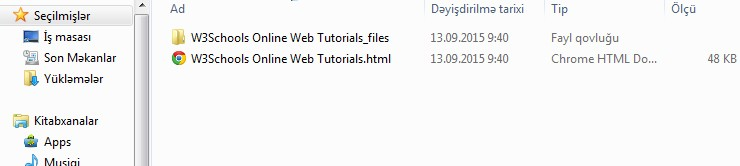 Seçilmişlər
İş masası
Son Məkanlar
Yükləmələr
Kitabxanalar
Apps
Musiqi
Ad Dəyişdirilmə tarixi Tip Ölçü
W3Schools Online Web Tutorials_files 13.09.2015 9:40 Fayl qovluğu
W3Schools Online Web Tutorials.html 13.09.2015 9:40 Chrome HTML Do... 48 KB